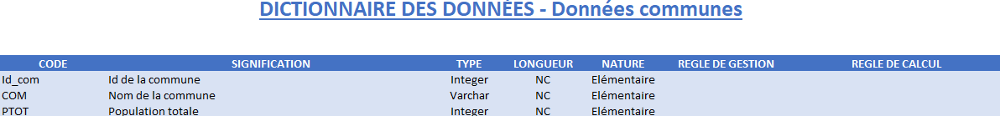 DICTIONNAIRE DES DONNÉES - Données communes
CODE SIGNIFICATION TYPE LONGUEUR NATURE REGLE DE GESTION REGLE DE CALCUL
Id_com Id de la commune Integer NC Elémentaire
COM Nom de la commune Varchar NC Elémentaire
PTOT Population totale Integer NC Elémentaire